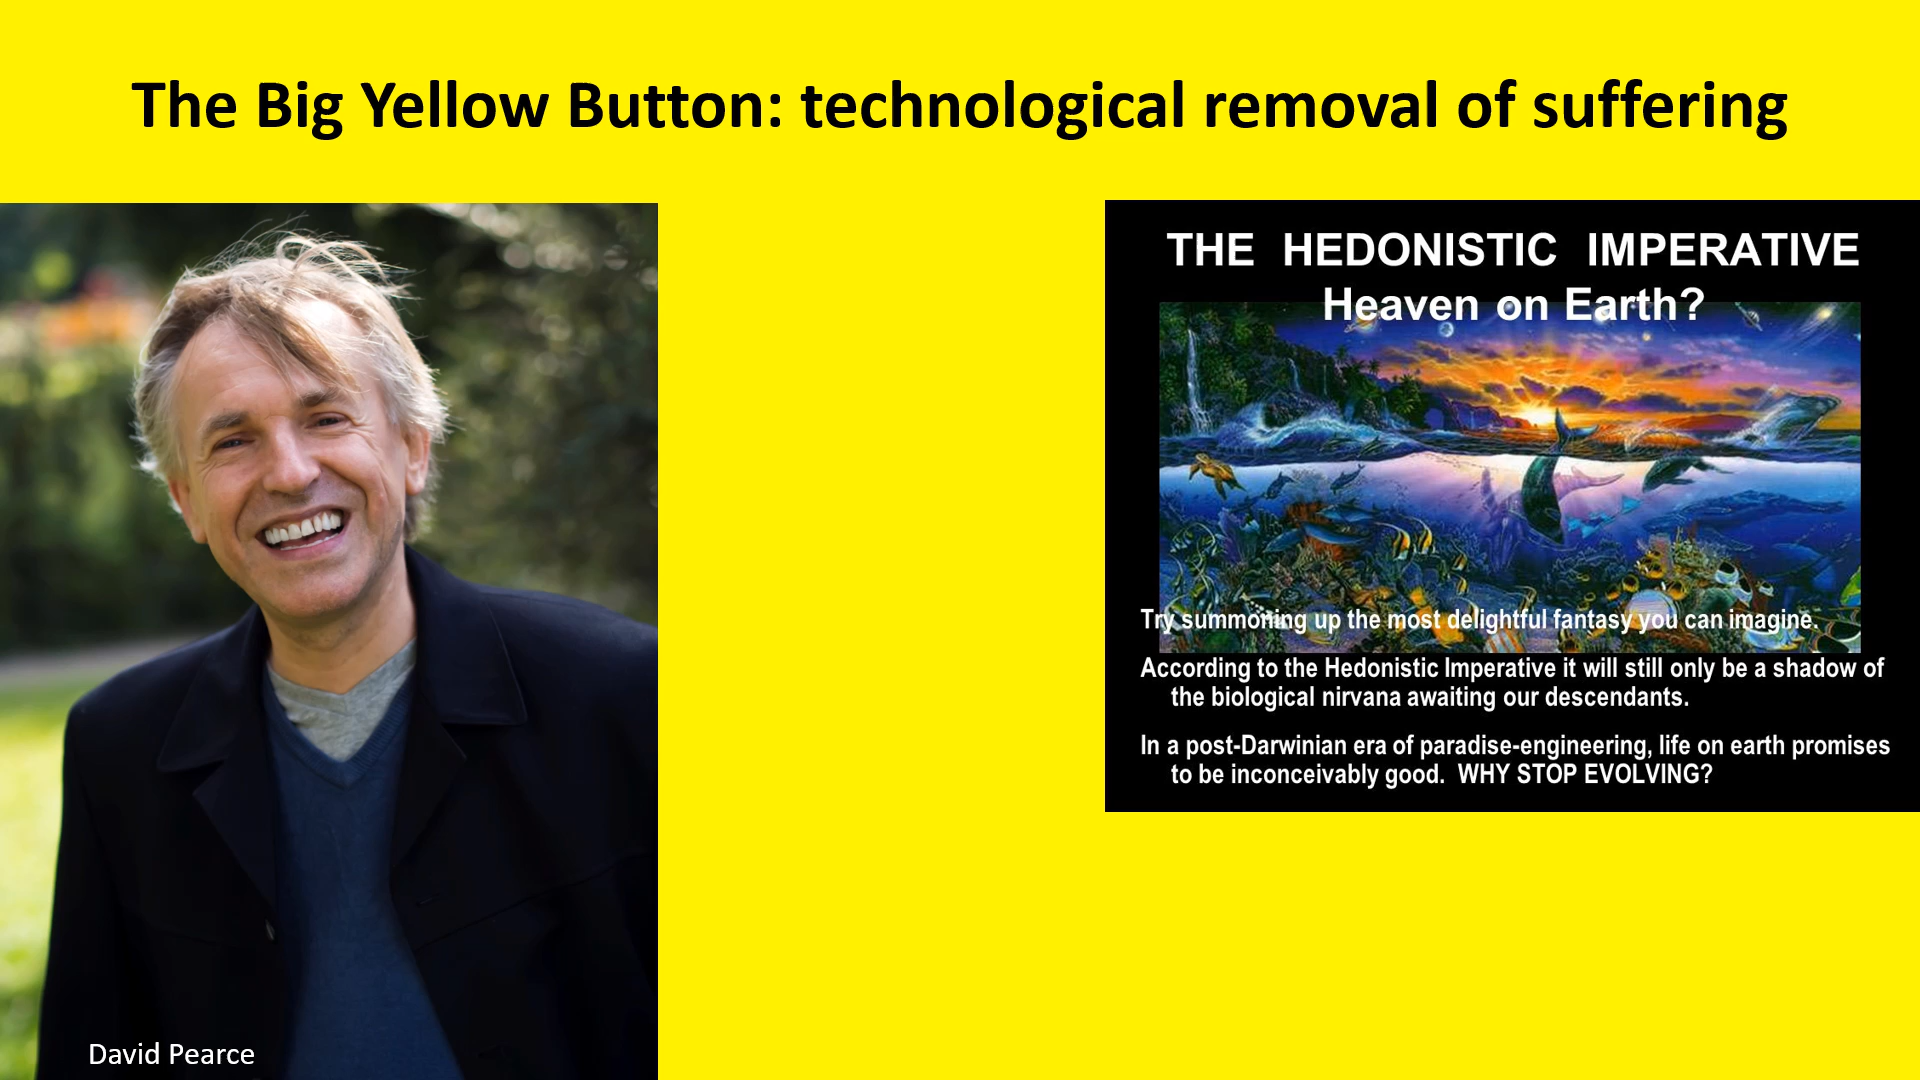 The Big Yellow Button: technological removal of suffering
David Pearce
THE HEDONISTIC IMPERATIVE
Heaven on Earth?
Try summoning up the most delightful fantasy you can imagine.
According to the Hedonistic Imperative it will still only be a shadow of
the biological nirvana awaiting our descendants.
In a post-Darwinian era of paradise-engineering, life on earth promises
to be inconceivably good. WHY STOP EVOLVING?